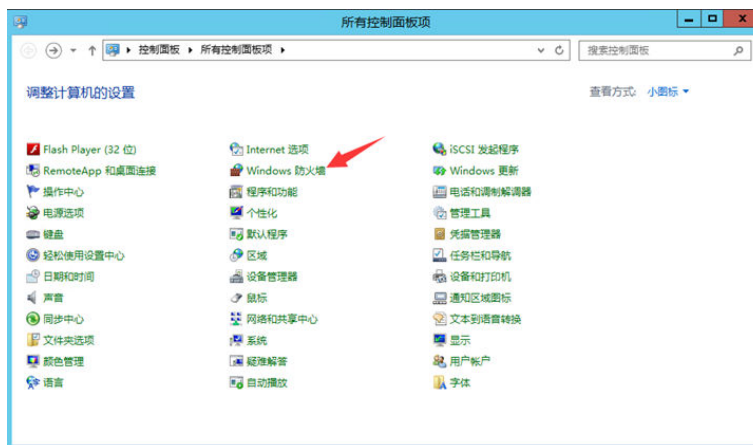 所有控制面板项
控制面板 所有控制面板项
搜索控制面板
调整计算机的设置
查看方式: 小图标
Flash Player (32 位)
Internet 选项
iSCSI 发起程序
RemoteApp 和桌面连接
Windows 防火墙
Windows 更新
操作中心
程序和功能
电话和调制解调器
电源选项
个性化
管理工具
键盘
默认程序
凭据管理器
轻松使用设置中心
区域
任务栏和导航
日期和时间
设备管理器
设备和打印机
声音
鼠标
通知区域图标
同步中心
网络和共享中心
文本到语音转换
文件夹选项
系统
显示
颜色管理
疑难解答
用户帐户
语言
自动播放
字体